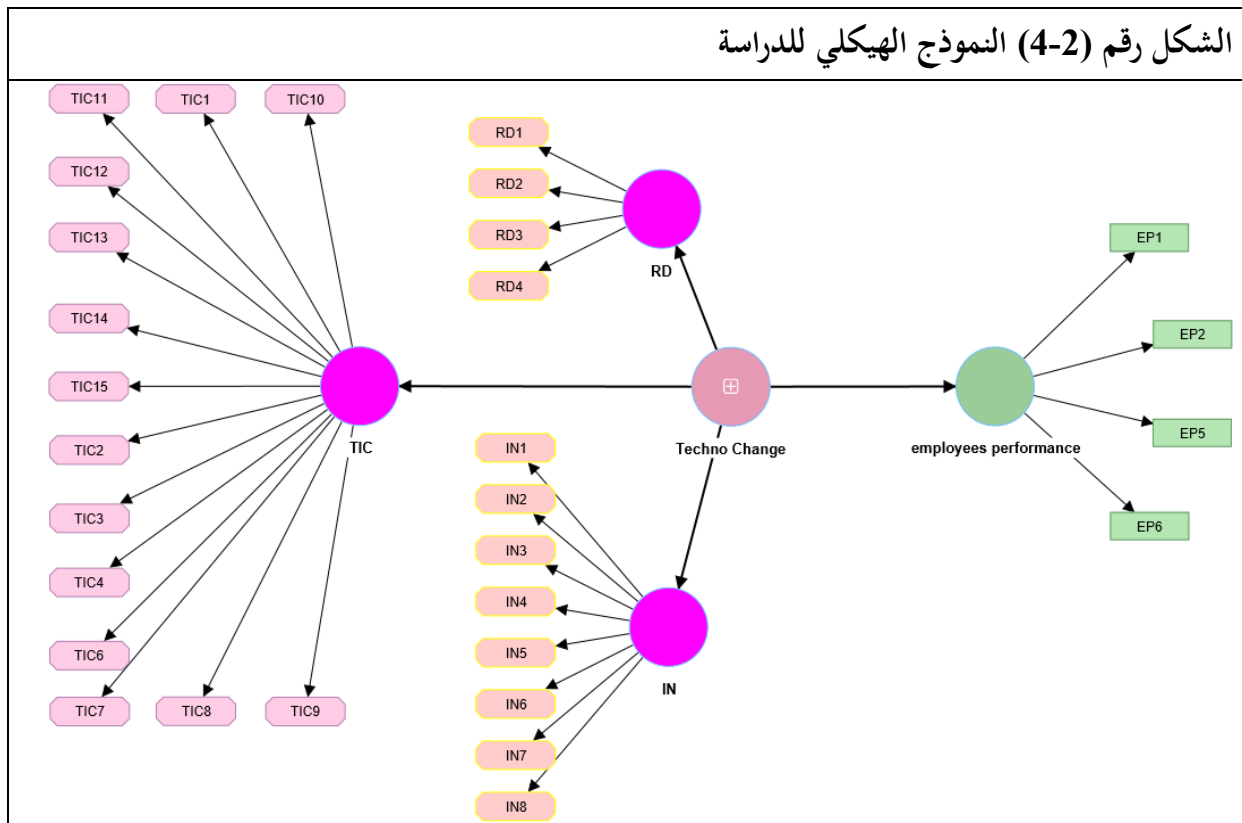 الشكل رقم (2-4) النموذج الهيكلي للدراسة
TIC11
TIC1
TIC10
TIC12
TIC13
TIC14
TIC15
TIC2
TIC3
TIC4
TIC6
TIC7
TIC8
TIC9
TIC
RD1
RD2
RD3
RD4
RD
Techno Change
IN1
IN2
IN3
IN4
IN5
IN6
IN7
IN8
IN
employees performance
EP1
EP2
EP5
EP6